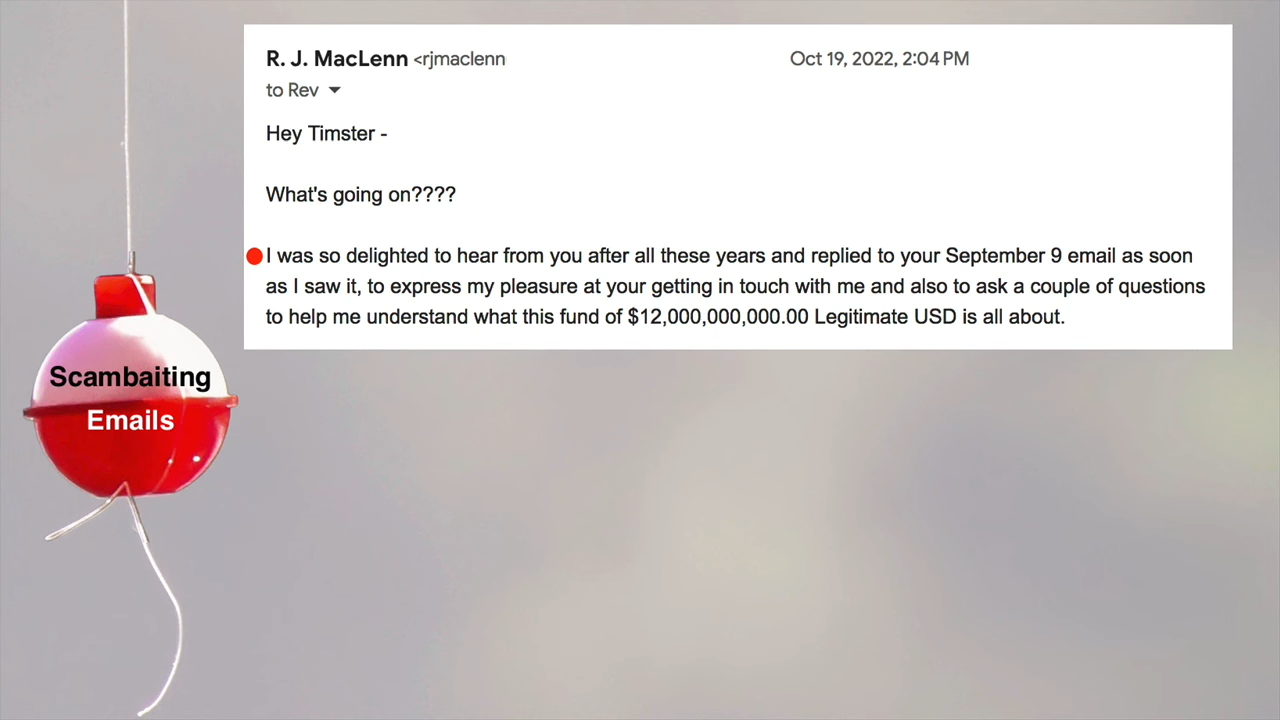 R. J. MacLenn <rjmaclenn
Oct 19, 2022, 2:04 PM
to Rev
Hey Timster -
What's going on????
I was so delighted to hear from you after all these years and replied to your September 9 email as soon
as I saw it, to express my pleasure at your getting in touch with me and also to ask a couple of questions
to help me understand what this fund of $12,000,000,000.00 Legitimate USD is all about.
Scambaiting
Emails